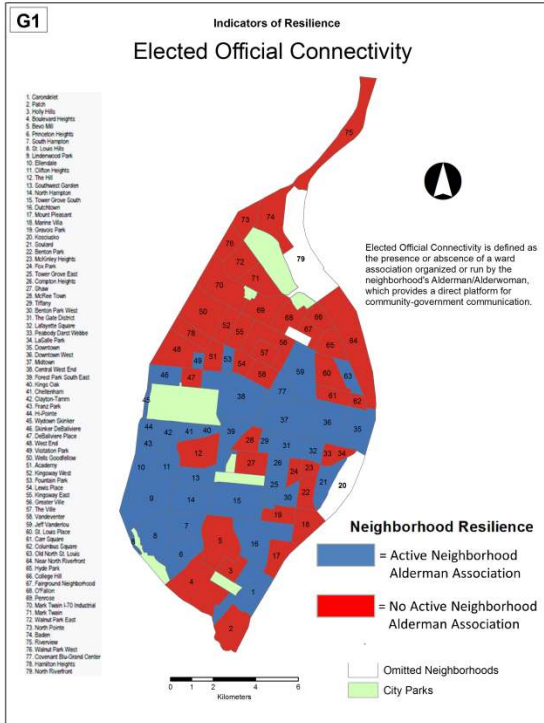 G1
Indicators of Resilience
Elected Official Connectivity
1. Carondelet
2. Patch
3. Holly Hills
4. Boulevard Heights
5. Bevo Mill
6. Princeton Heights
7. South Hampton
8. St. Louis Hills
9. Lindenwood Park
10. Ellendale
11. Clifton Heights
12. The Hill
13. Southwest Garden
14. North Hampton
15. Tower Grove South
16. Dutchtown
17. Mount Pleasant
18. Marine Villa
19. Gravois Park
20. Kosciusko
21. Soulard
22. Benton Park
23. McKinley Heights
24. Fox Park
25. Tower Grove East
26. Compton Heights
27. Shaw
28. McRee Town
29. Tiffany
30. Benton Park West
31. The Gate District
32. Lafayette Square
33. Peabody Darst Webbe
34. LaSalle Park
35. Downtown
36. Downtown West
37. Midtown
38. Central West End
39. Forest Park South East
40. Kings Oak
41. Cheltenham
42. Clayton-Tamm
43. Franz Park
44. Hi-Pointe
45. Wydown Skinker
46. Skinker DeBaliviere
47. DeBaliviere Place
48. West End
49. Visitation Park
50. Wells Goodfellow
51. Academy
52. Kingsway West
53. Fountain Park
54. Lewis Place
55. Kingsway East
56. Greater Ville
57. The Ville
58. Vandeventer
59. Jeff Vanderlou
60. St. Louis Place
61. Carr Square
62. Columbus Square
63. Old North St. Louis
64. Near North Riverfront
65. Hyde Park
66. College Hill
67. Fairground Neighborhood
68. O'Fallon
69. Penrose
70. Mark Twain I-70 Industrial
71. Mark Twain
72. Walnut Park East
73. North Pointe
74. Baden
75. Riverview
76. Walnut Park West
77. Covenant Blu-Grand Center
78. Hamilton Heights
79. North Riverfront
Elected Official Connectivity is defined as
the presence or abscence of a ward
association organized or run by the
neighborhood's Alderman/Alderwoman,
which provides a direct platform for
community-government communication.
75
73
74
79
76
72
71
70
50
69
68
66
67
64
52
55
56
65
78
48
49
51
53
54
57
58
59
60
63
61
62
46
47
38
77
45
37
36
35
44
42
41
40
39
43
28
29
31
32
33
34
10
11
12
27
26
24
23
21
20
13
25
22
9
14
15
30
19
18
7
8
5
16
17
6
4
3
1
2
Neighborhood Resilience
= Active Neighborhood
Alderman Association
= No Active Neighborhood
Alderman Association
Omitted Neighborhoods
City Parks
0 1 2 4 6
Kilometers